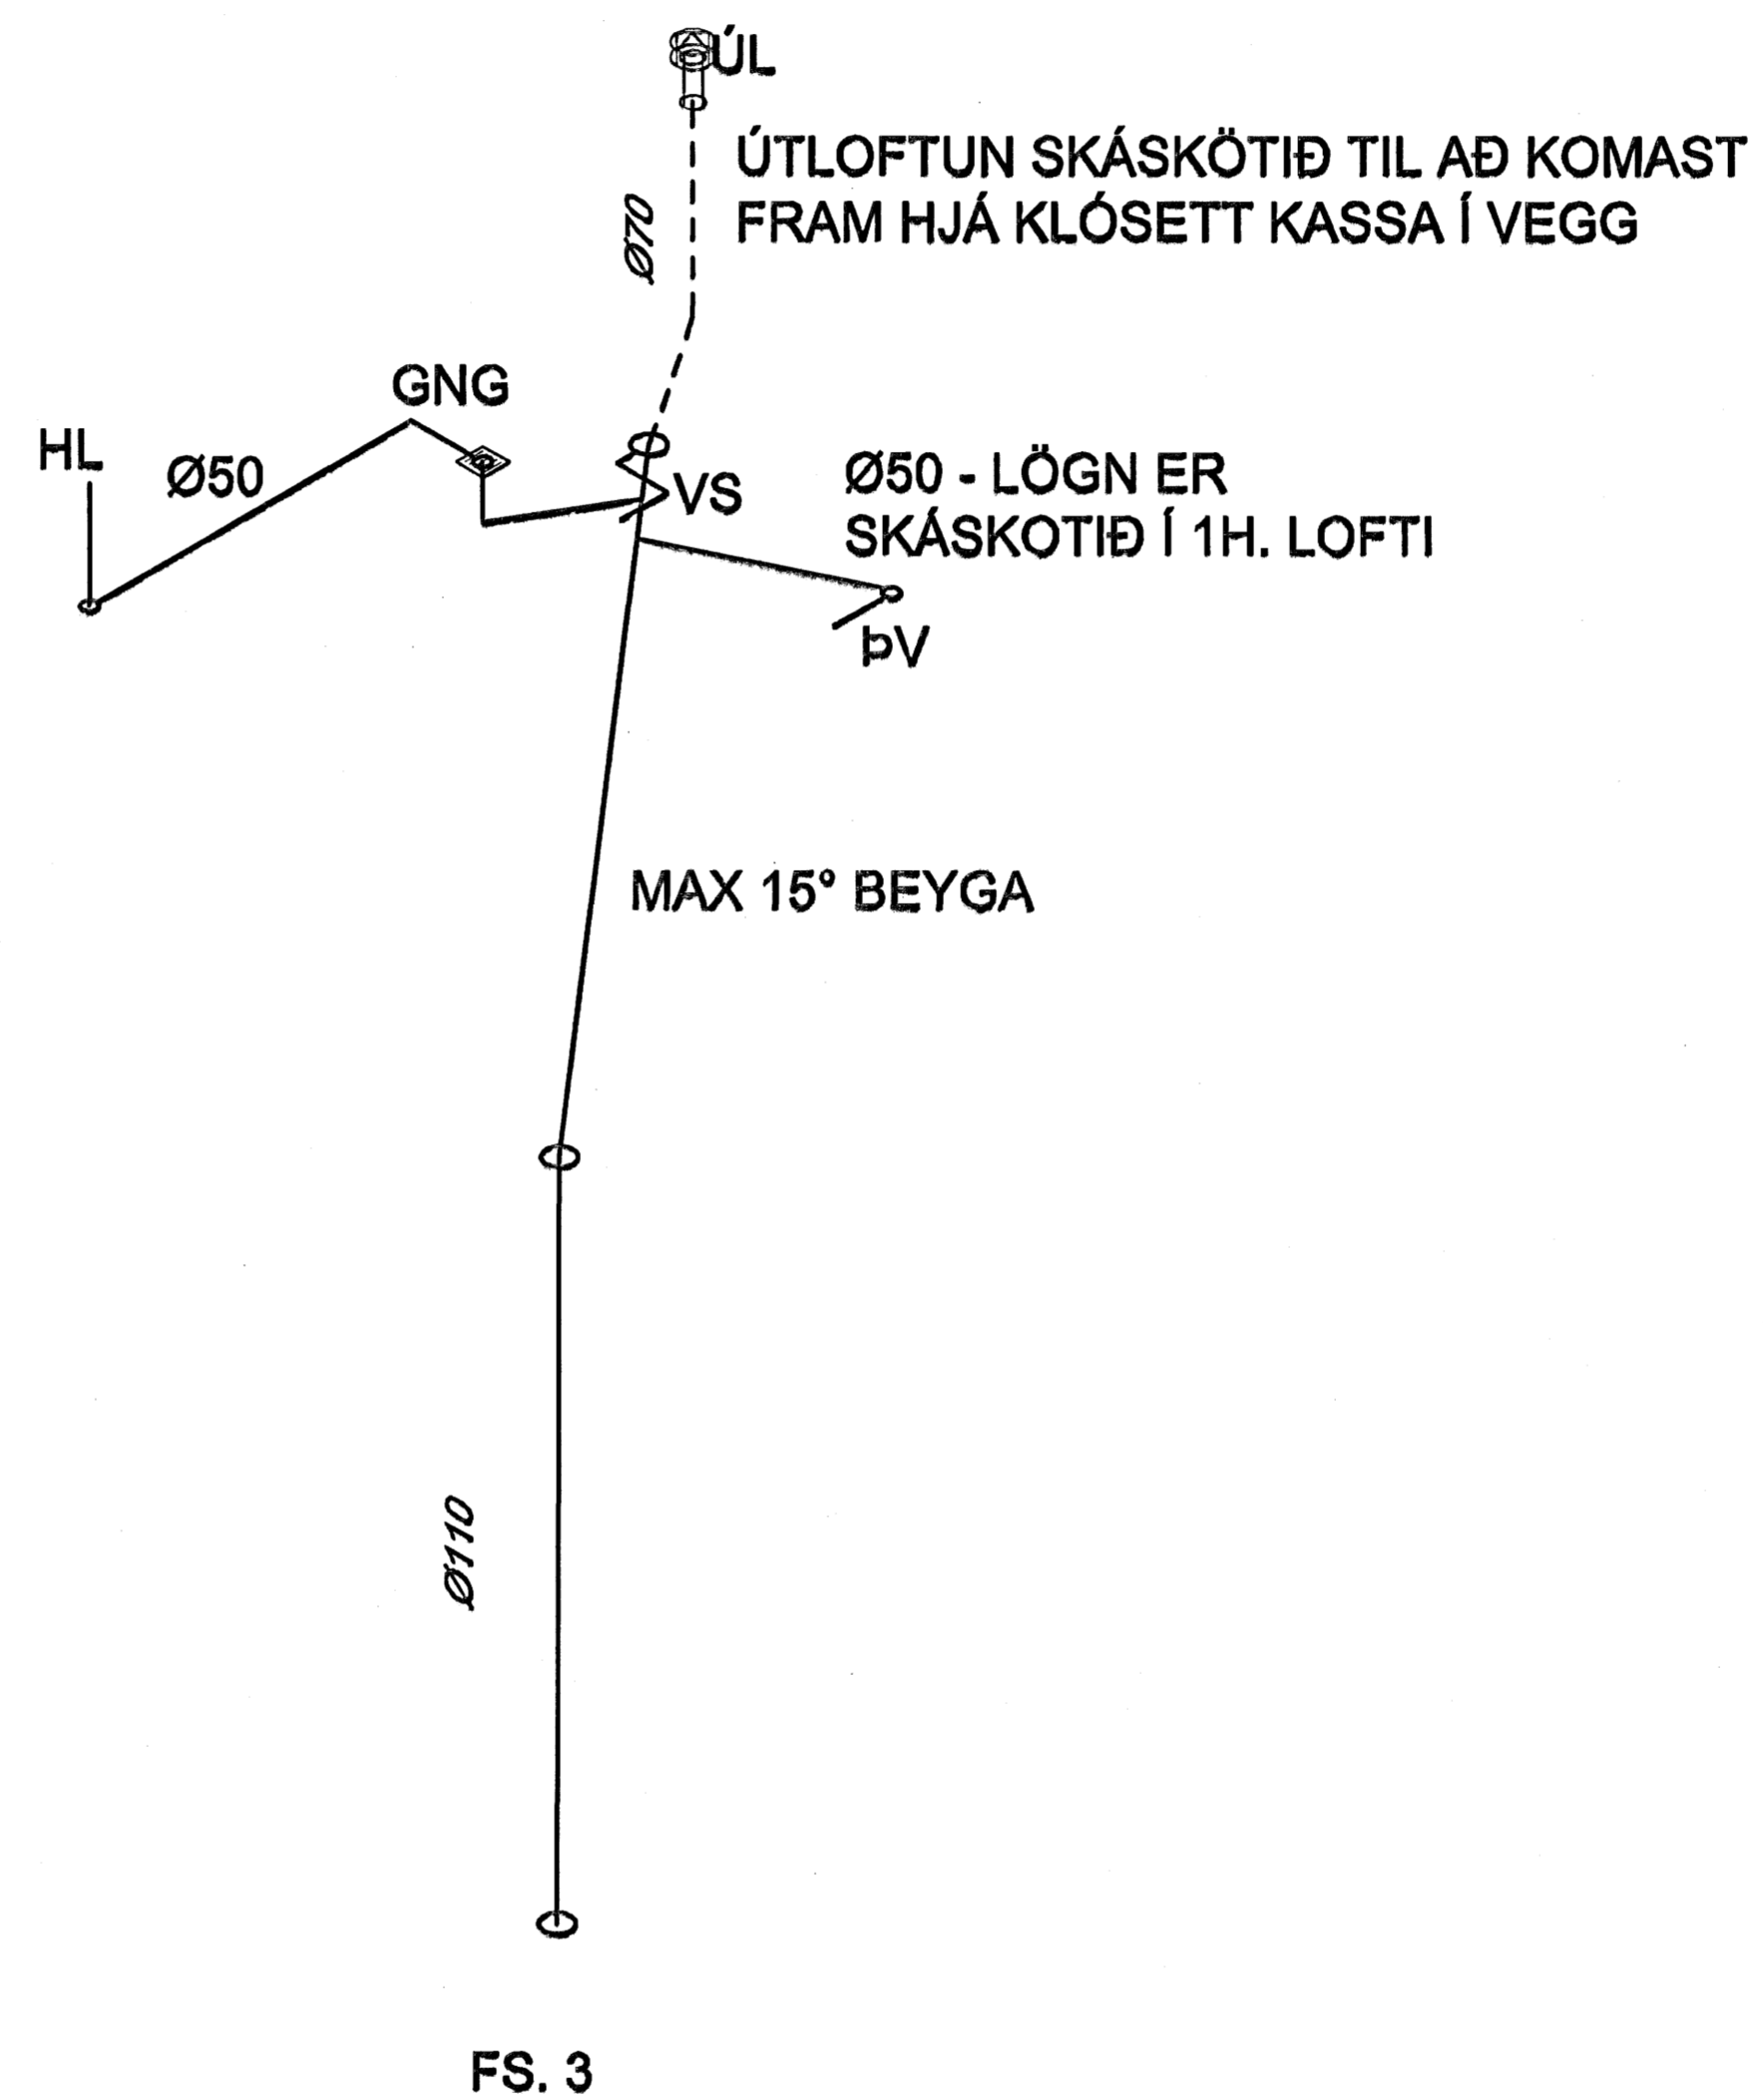 ÚL
ÚTLOFTUN SKÁSKÖTIÐ TIL AÐ KOMAST
FRAM HJÁ KLÓSETT KASSA Í VEGG
Ø70
GNG
HL
Ø50
VS
Ø50 - LÖGN ER
SKÁSKOTIÐ Í 1H. LOFTI
ÞV
MAX 15° BEYGA
Ø110
FS. 3